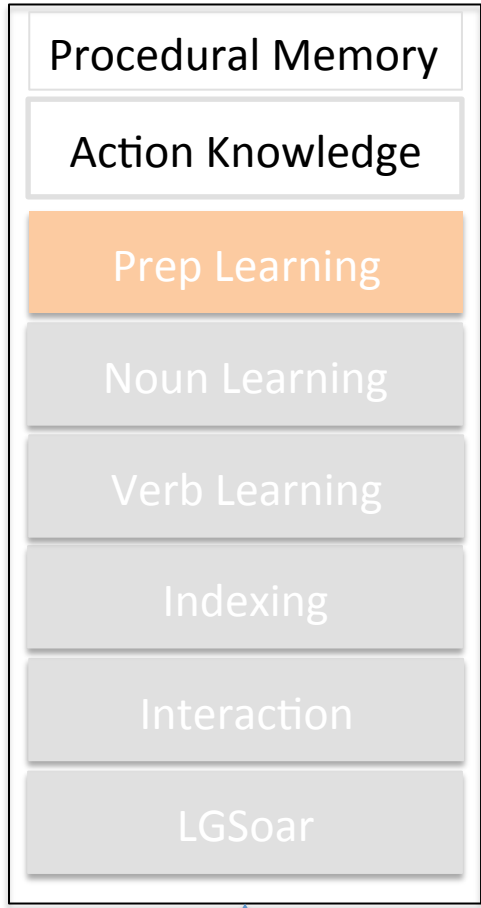 Procedural Memory
Action Knowledge
Prep Learning
Noun Learning
Verb Learning
Indexing
Interaction
LGSoar